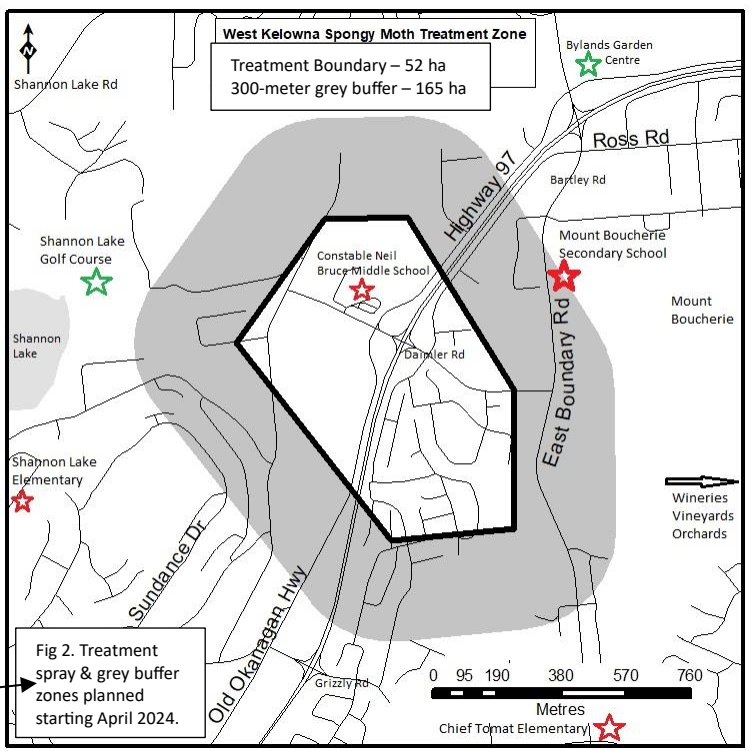 West Kelowna Spongy Moth Treatment Zone
Treatment Boundary – 52 ha
300-meter grey buffer – 165 ha
N
Shannon Lake Rd
Bylands Garden
Centre
Highway 97
Ross Rd
Bartley Rd
Shannon Lake
Golf Course
Constable Neil
Bruce Middle School
Mount Boucherie
Secondary School
Mount
Boucherie
Shannon
Lake
Daimler Rd
East Boundary Rd
Shannon Lake
Elementary
Wineries
Vineyards
Orchards
Sundance Dr
Old Okanagan Hwy
Fig 2. Treatment
spray & grey buffer
zones planned
starting April 2024.
Grizzly Rd
0 95 190 380 570 760
Metres
Chief Tomat Elementary